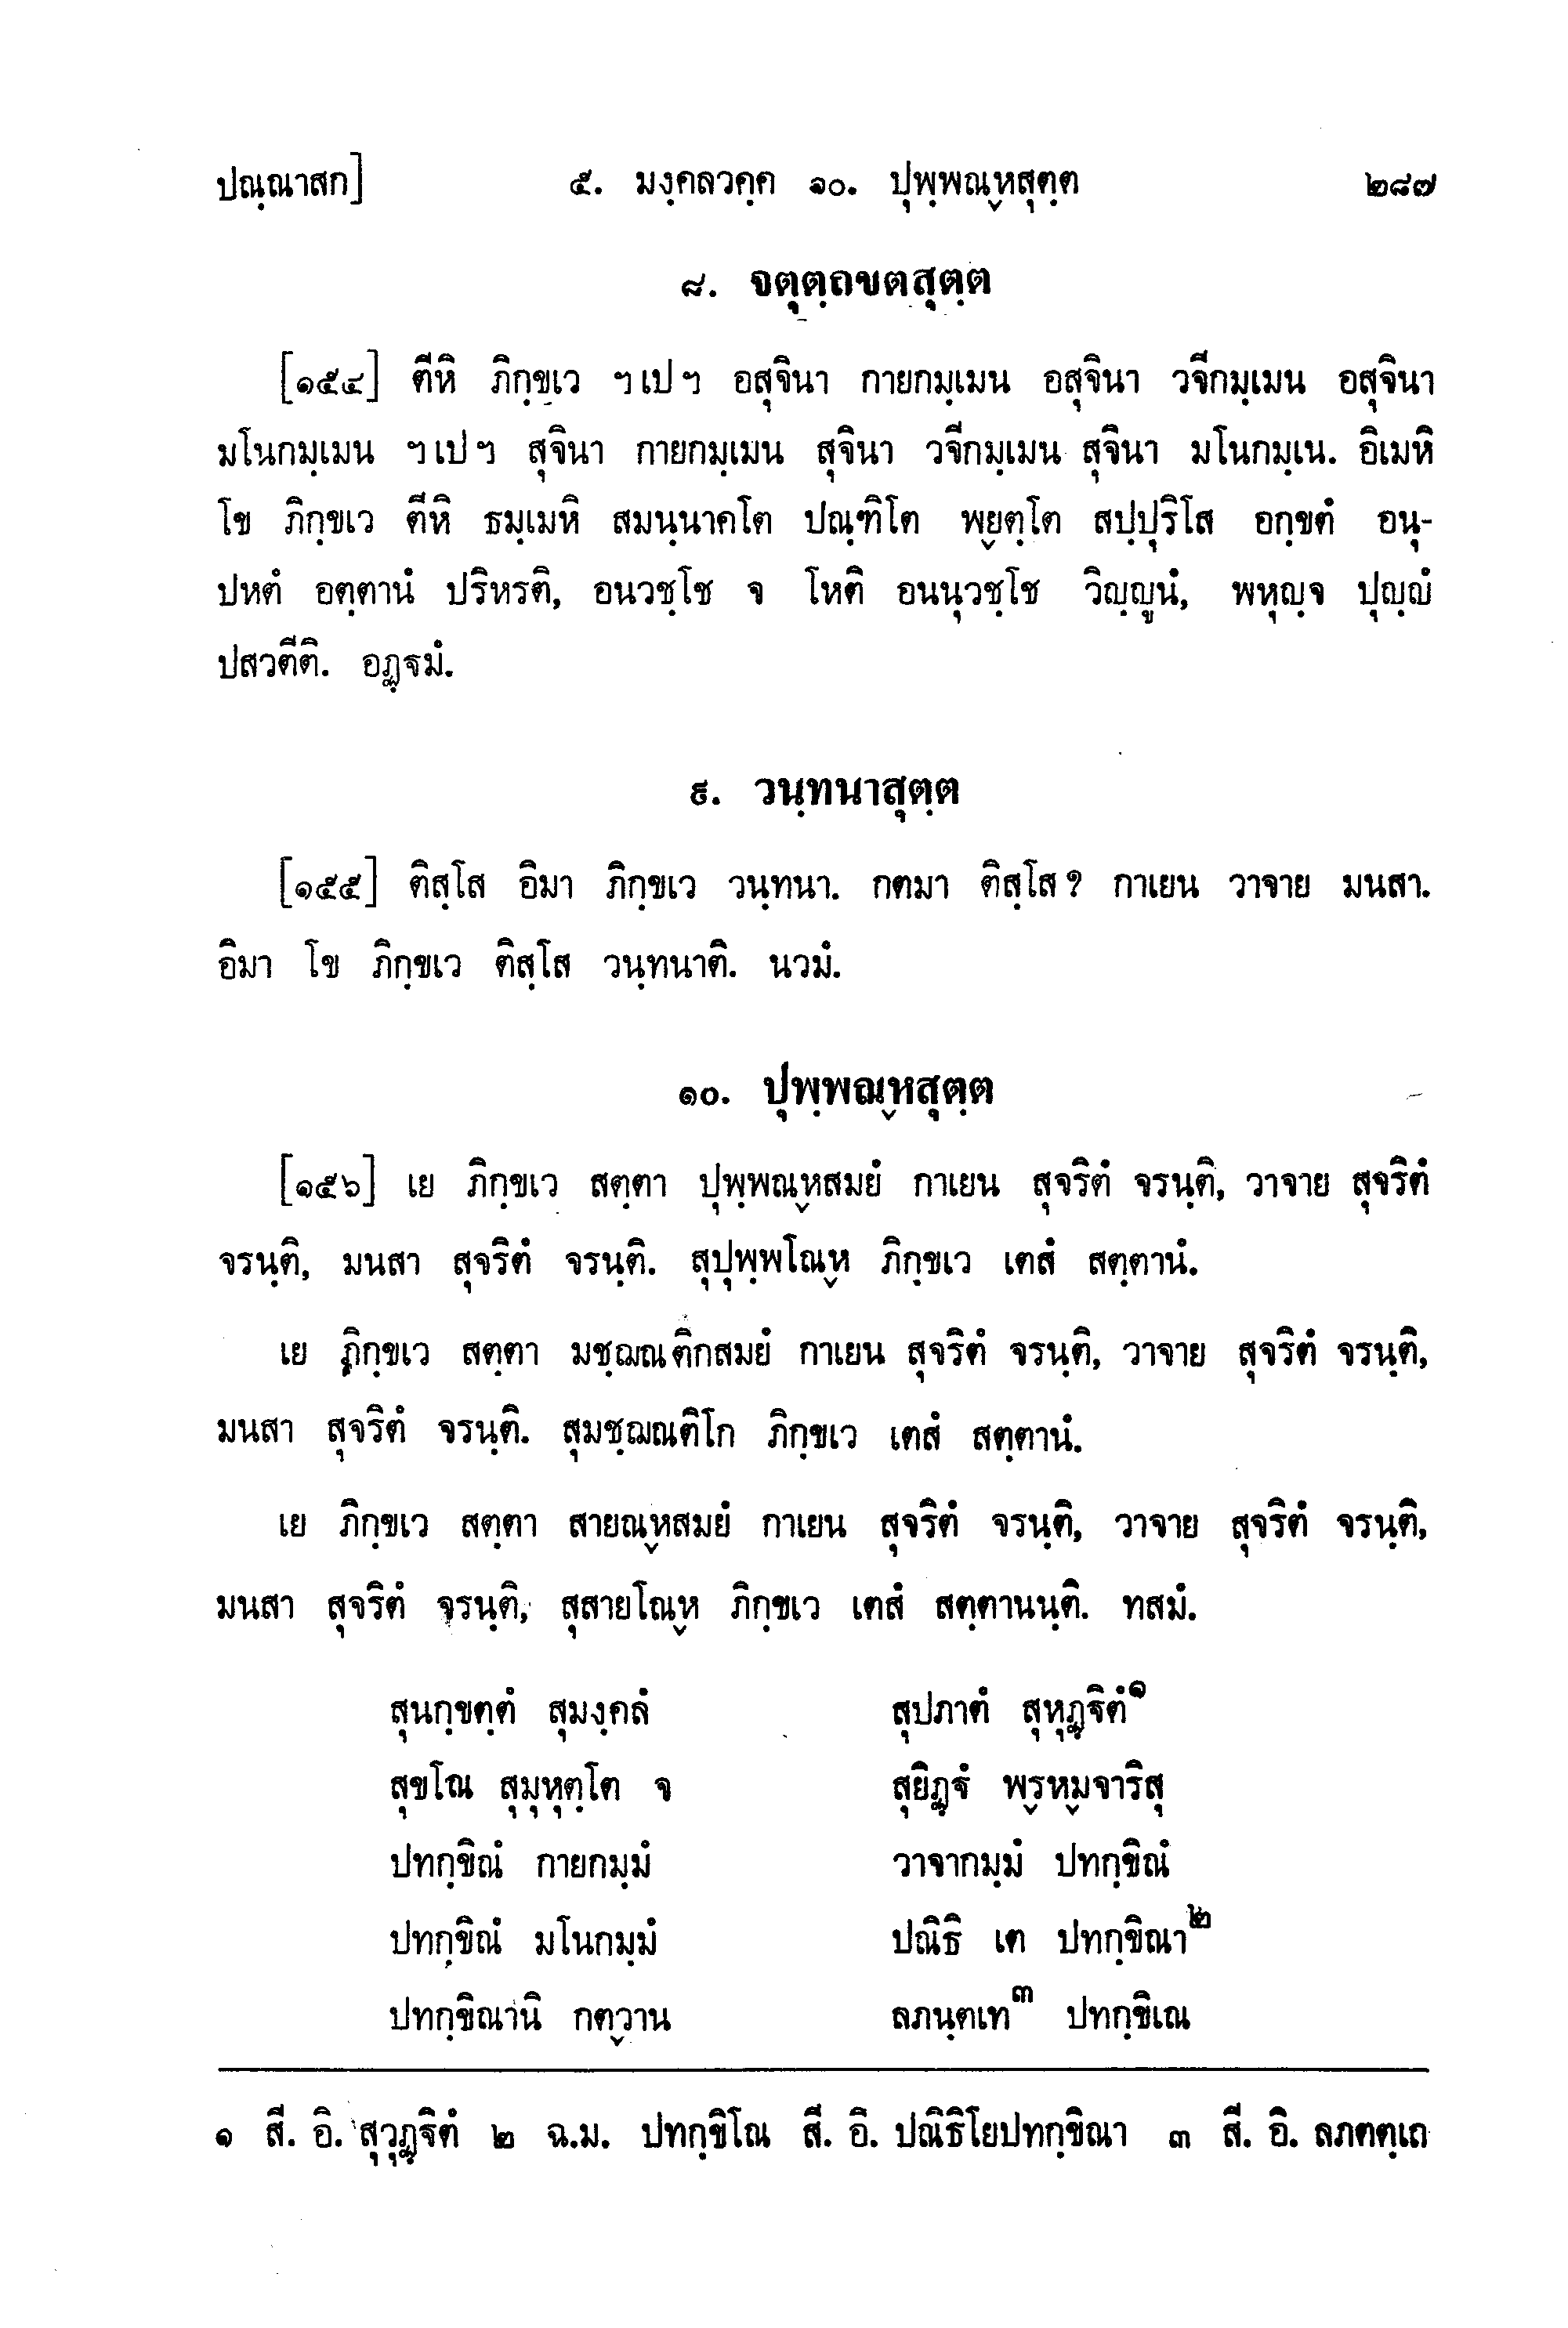 ปณฺณาสก] ๕. มงฺคลวคฺค ๑๐. ปุพฺพณฺหสุตฺต ๒๘๗
๘. จตุตฺถขตสุตฺต
[๑๕๔] ตีหิ ภิกฺขเว ฯเปฯ อสุจินา กายกมฺเมน อสุจินา วจีกมฺเมน อสุจินา
มโนกมฺเมน ฯเปฯ สุจินา กายกมฺเมน สุจินา วจีกมฺเมน สุจินา มโนกมฺเน. อิเมหิ
โข ภิกฺขเว ตีหิ ธมฺเมหิ สมนฺนาคโต ปณฺฑิโต พฺยตฺโต สปฺปุริโส อกฺขตํ อนุ-
ปหตํ อตฺตานํ ปริหรติ, อนวชฺโช จ โหติ อนนุวชฺโช วิญฺญูนํ, พหุญฺจ ปุญฺญํ
ปสวตีติ. อฏฺฐมํ.
๙. วนฺทนาสุตฺต
[๑๕๕] ติสฺโส อิมา ภิกฺขเว วนฺทนา. กตมา ติสฺโส? กาเยน วาจาย มนสา.
อิมา โข ภิกฺขเว ติสฺโส วนฺทนาติ. นวมํ.
๑๐. ปุพฺพณฺหสุตฺต
[๑๕๖] เย ภิกฺขเว สตฺตา ปุพฺพณฺหสมยํ กาเยน สุจริตํ จรนฺติ, วาจาย สุจริตํ
จรนฺติ, มนสา สุจริตํ จรนฺติ. สุปุพฺพโณฺห ภิกฺขเว เตสํ สตฺตานํ.
เย ภิกฺขเว สตฺตา มชฺฌณติกสมยํ กาเยน สุจริตํ จรนฺติ, วาจาย สุจริตํ จรนฺติ,
มนสา สุจริตํ จรนฺติ. สุมชฺฌณติโก ภิกฺขเว เตสํ สตฺตานํ.
เย ภิกฺขเว สตฺตา สายณฺหสมยํ กาเยน สุจริตํ จรนฺติ, วาจาย สุจริตํ จรนฺติ,
มนสา สุจริตํ จรนฺติ, สุสายโณฺห ภิกฺขเว เตสํ สตฺตานนฺติ. ทสมํ.
สุนกฺขตฺตํ สุมงฺคลํ สุปภาตํ สุหุฏฺฐิตํ๑
สุขโณ สุมุหุตฺโต จ สุยิฏฺฐํ พฺรหฺมจาริสุ
ปทกฺขิณํ กายกมฺมํ วาจากมฺมํ ปทกฺขิณํ
ปทกฺขิณํ มโนกมฺมํ ปณิธิ เต ปทกฺขิณา๒
ปทกฺขิณานิ กตฺวาน ลภนฺตเท๓ ปทกฺขิเณ
๑ สี. อิ. สุวุฏฺฐิตํ ๒ ฉ.ม. ปทกฺขิโณ สี. อิ. ปณิธิโยปทกฺขิณา ๓ สี. อิ. ลภตตฺเถ